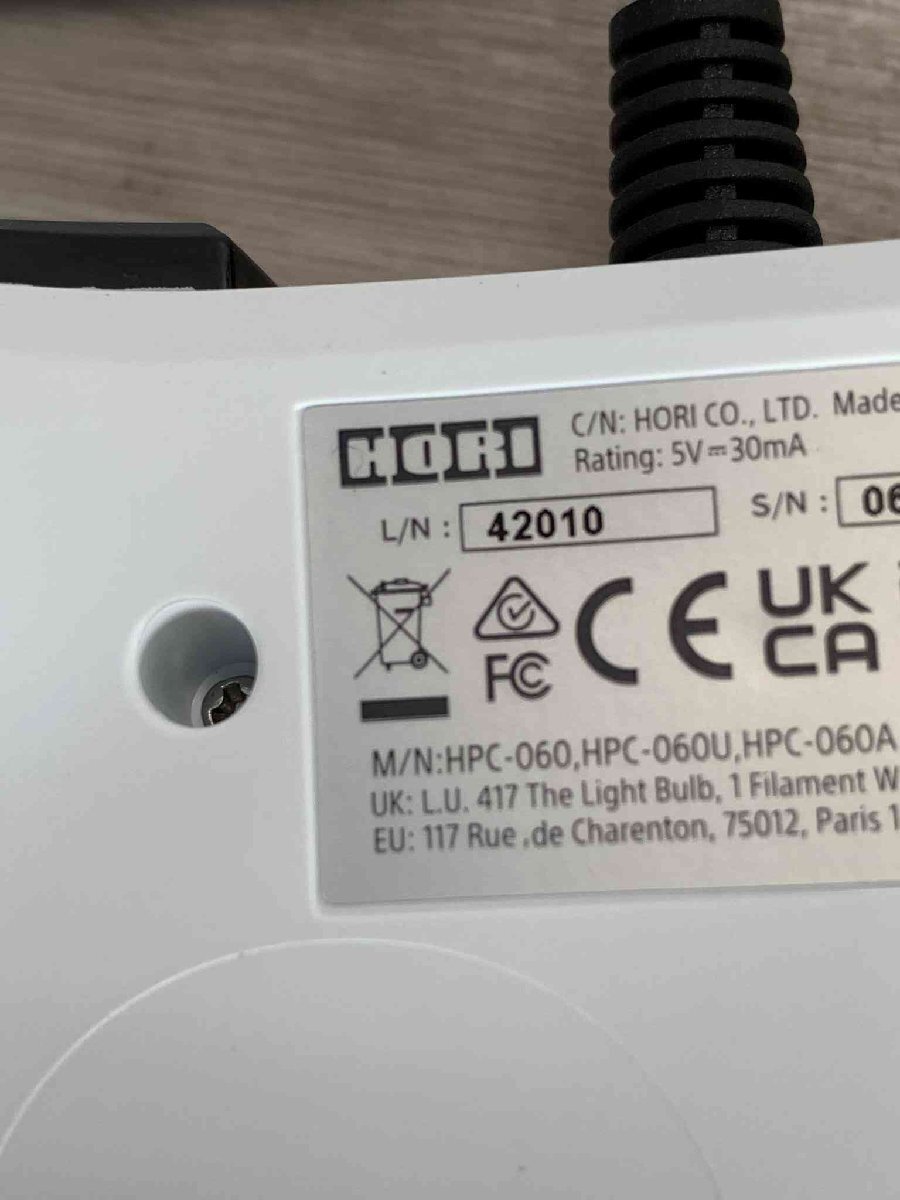 HORI
C/N: HORI CO., LTD. Made
Rating: 5V⎓30mA
L/N : 42010 S/N : 06
FC CE UK CA
M/N:HPC-060,HPC-060U,HPC-060A
UK: L.U. 417 The Light Bulb, 1 Filament W
EU: 117 Rue .de Charenton, 75012, Paris 1